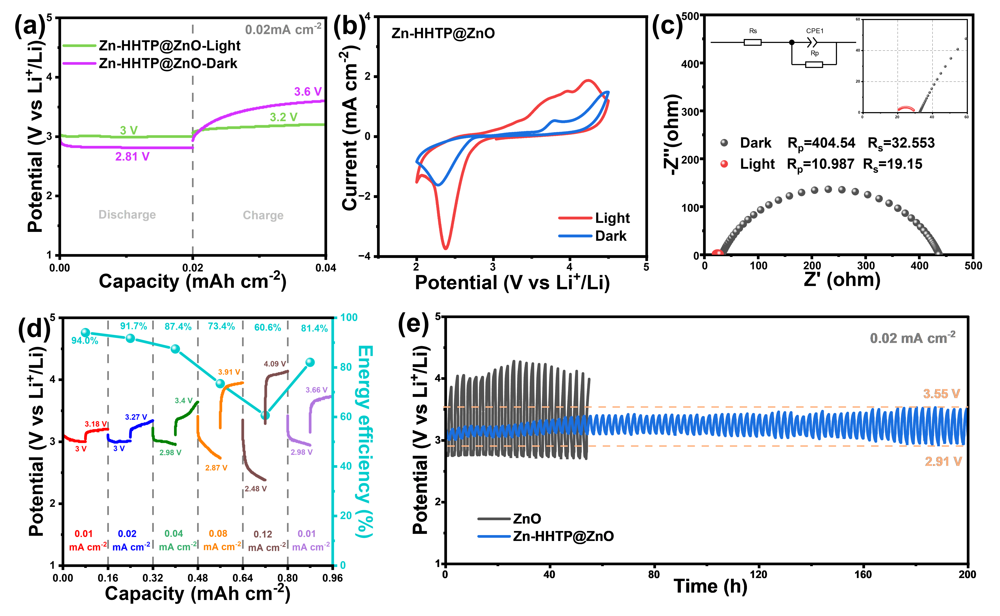 (a)
Potential (V vs Li+/Li)
5
4
3
2
1
0.02mA cm-2
Zn-HHTP@ZnO-Light
Zn-HHTP@ZnO-Dark
3.6 V
3.2 V
3 V
2.81 V
Discharge
Charge
0.00
0.02
0.04
Capacity (mAh cm-2)
(b)
Current (mA cm-2)
4
2
0
−2
−4
Zn-HHTP@ZnO
Light
Dark
2
3
4
5
Potential (V vs Li+/Li)
(c)
-Z''(ohm)
500
400
300
200
100
0
Rs
CPE1
Rp
60
40
20
0
0
20
40
60
Dark Rp=404.54 Rs=32.553
Light Rp=10.987 Rs=19.15
0
100
200
300
400
500
Z' (ohm)
(d)
Potential (V vs Li+/Li)
5
4
3
2
1
94.0%
91.7%
87.4%
73.4%
60.6%
81.4%
3.18 V
3 V
3.27 V
3 V
3.4 V
2.98 V
3.91 V
2.87 V
4.09 V
2.48 V
3.66 V
2.98 V
0.01
mA cm-2
0.02
mA cm-2
0.04
mA cm-2
0.08
mA cm-2
0.12
mA cm-2
0.01
mA cm-2
100
80
60
40
20
0
Energy efficiency (%)
0.00
0.16
0.32
0.48
0.64
0.80
0.96
Capacity (mAh cm-2)
(e)
Potential (V vs Li+/Li)
5
4
3
2
1
0.02 mA cm-2
3.55 V
2.91 V
ZnO
Zn-HHTP@ZnO
0
40
80
120
160
200
Time (h)